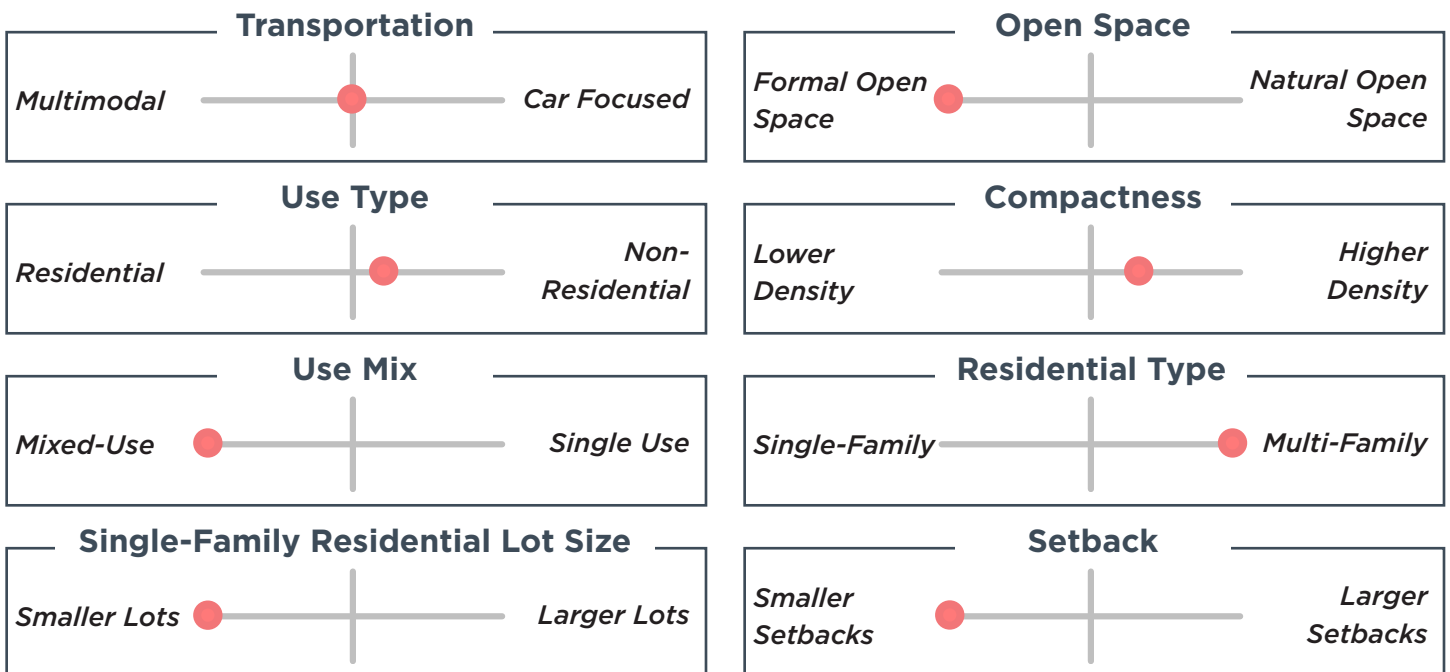 Transportation
Multimodal
Car Focused
Open Space
Formal Open
Space
Natural Open
Space
Use Type
Residential
Non-
Residential
Compactness
Lower
Density
Higher
Density
Use Mix
Mixed-Use
Single Use
Residential Type
Single-Family
Multi-Family
Single-Family Residential Lot Size
Smaller Lots
Larger Lots
Setback
Smaller
Setbacks
Larger
Setbacks